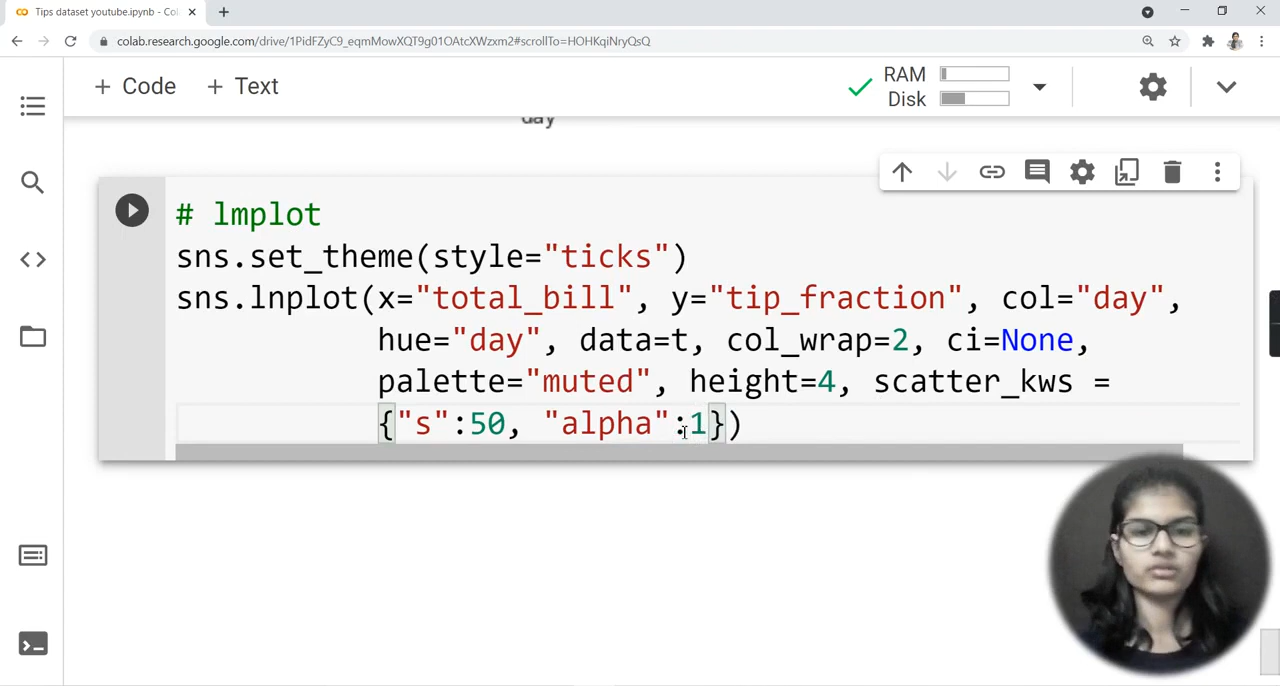 Tips dataset youtube.ipynb - Col
colab.research.google.com/drive/1PidFZyC9_eqmMowXQT9g01OAtcXWzxm2#scrollTo=HOHKqiNryQsQ
+ Code + Text
RAM
Disk
day
# lmplot
sns.set_theme(style="ticks")
sns.lnplot(x="total_bill", y="tip_fraction", col="day",
hue="day", data=t, col_wrap=2, ci=None,
palette="muted", height=4, scatter_kws =
{"s":50, "alpha":1})